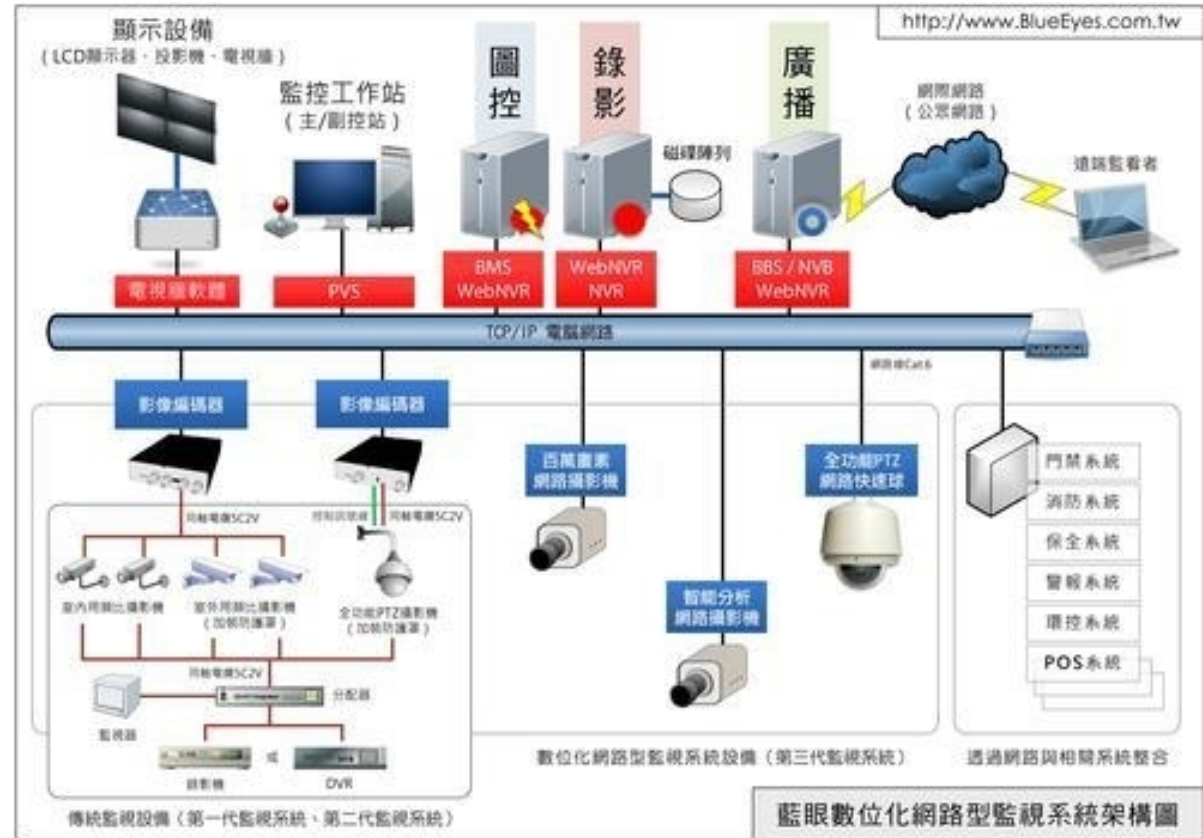 http://www.BlueEyes.com.tw
顯示設備
(LCD顯示器、投影機、電視牆)
監控工作站
(主/副控站)
圖控
錄影
廣播
磁碟陣列
網際網路
(公眾網路)
遠端監看者
電視牆軟體
PVS
BMS
WebNVR
WebNVR
NVR
BBS / NVB
WebNVR
TCP/IP 電腦網路
網路線Cat.6
影像編碼器
影像編碼器
百萬畫素
網路攝影機
全功能PTZ
網路快速球
智能分析
網路攝影機
門禁系統
消防系統
保全系統
警報系統
環控系統
POS系統
同軸電纜5C2V
控制訊號線
同軸電纜5C2V
室內用類比攝影機
室外用類比攝影機
(加裝防護罩)
全功能PTZ攝影機
(加裝防護罩)
同軸電纜5C2V
分配器
監視器
錄影機
或
DVR
數位化網路型監視系統設備(第三代監視系統)
透過網路與相關系統整合
傳統監視設備(第一代監視系統、第二代監視系統)
藍眼數位化網路型監視系統架構圖